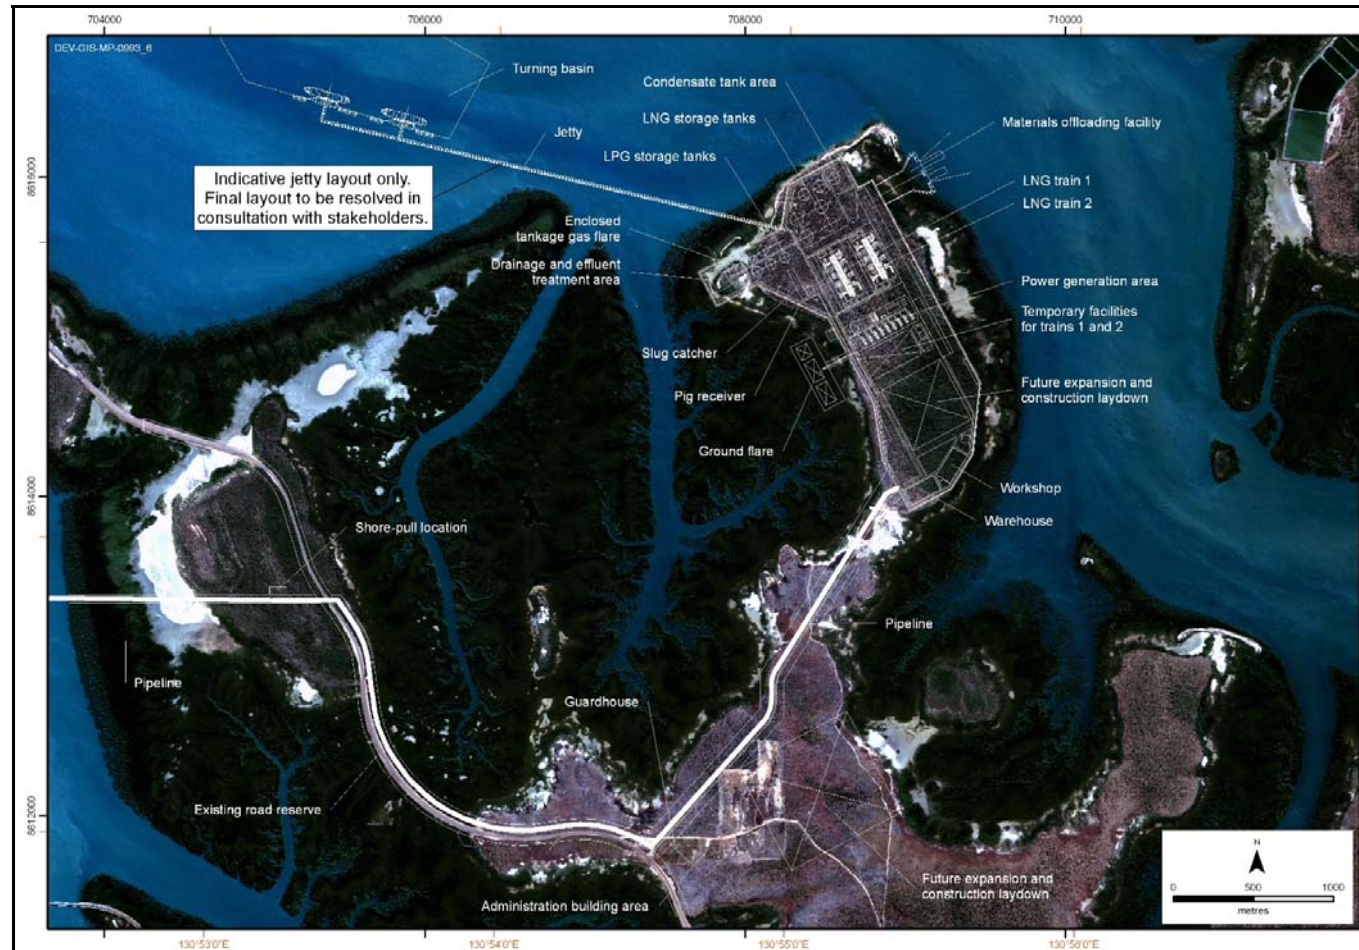 704000
706000
708000
710000
DEV-GIS-MP-0993_6
Turning basin
Condensate tank area
LNG storage tanks
Materials offloading facility
Jetty
LPG storage tanks
8616000
Indicative jetty layout only.
Final layout to be resolved in
consultation with stakeholders.
LNG train 1
LNG train 2
Enclosed
tankage gas flare
Drainage and effluent
treatment area
Power generation area
Temporary facilities
for trains 1 and 2
Slug catcher
Pig receiver
Future expansion and
construction laydown
Ground flare
8614000
Workshop
Warehouse
Shore-pull location
Pipeline
Pipeline
Guardhouse
Existing road reserve
8612000
Future expansion and
construction laydown
Administration building area
N
0
500
1000
metres
130°53'0"E
130°54'0"E
130°55'0"E
130°56'0"E